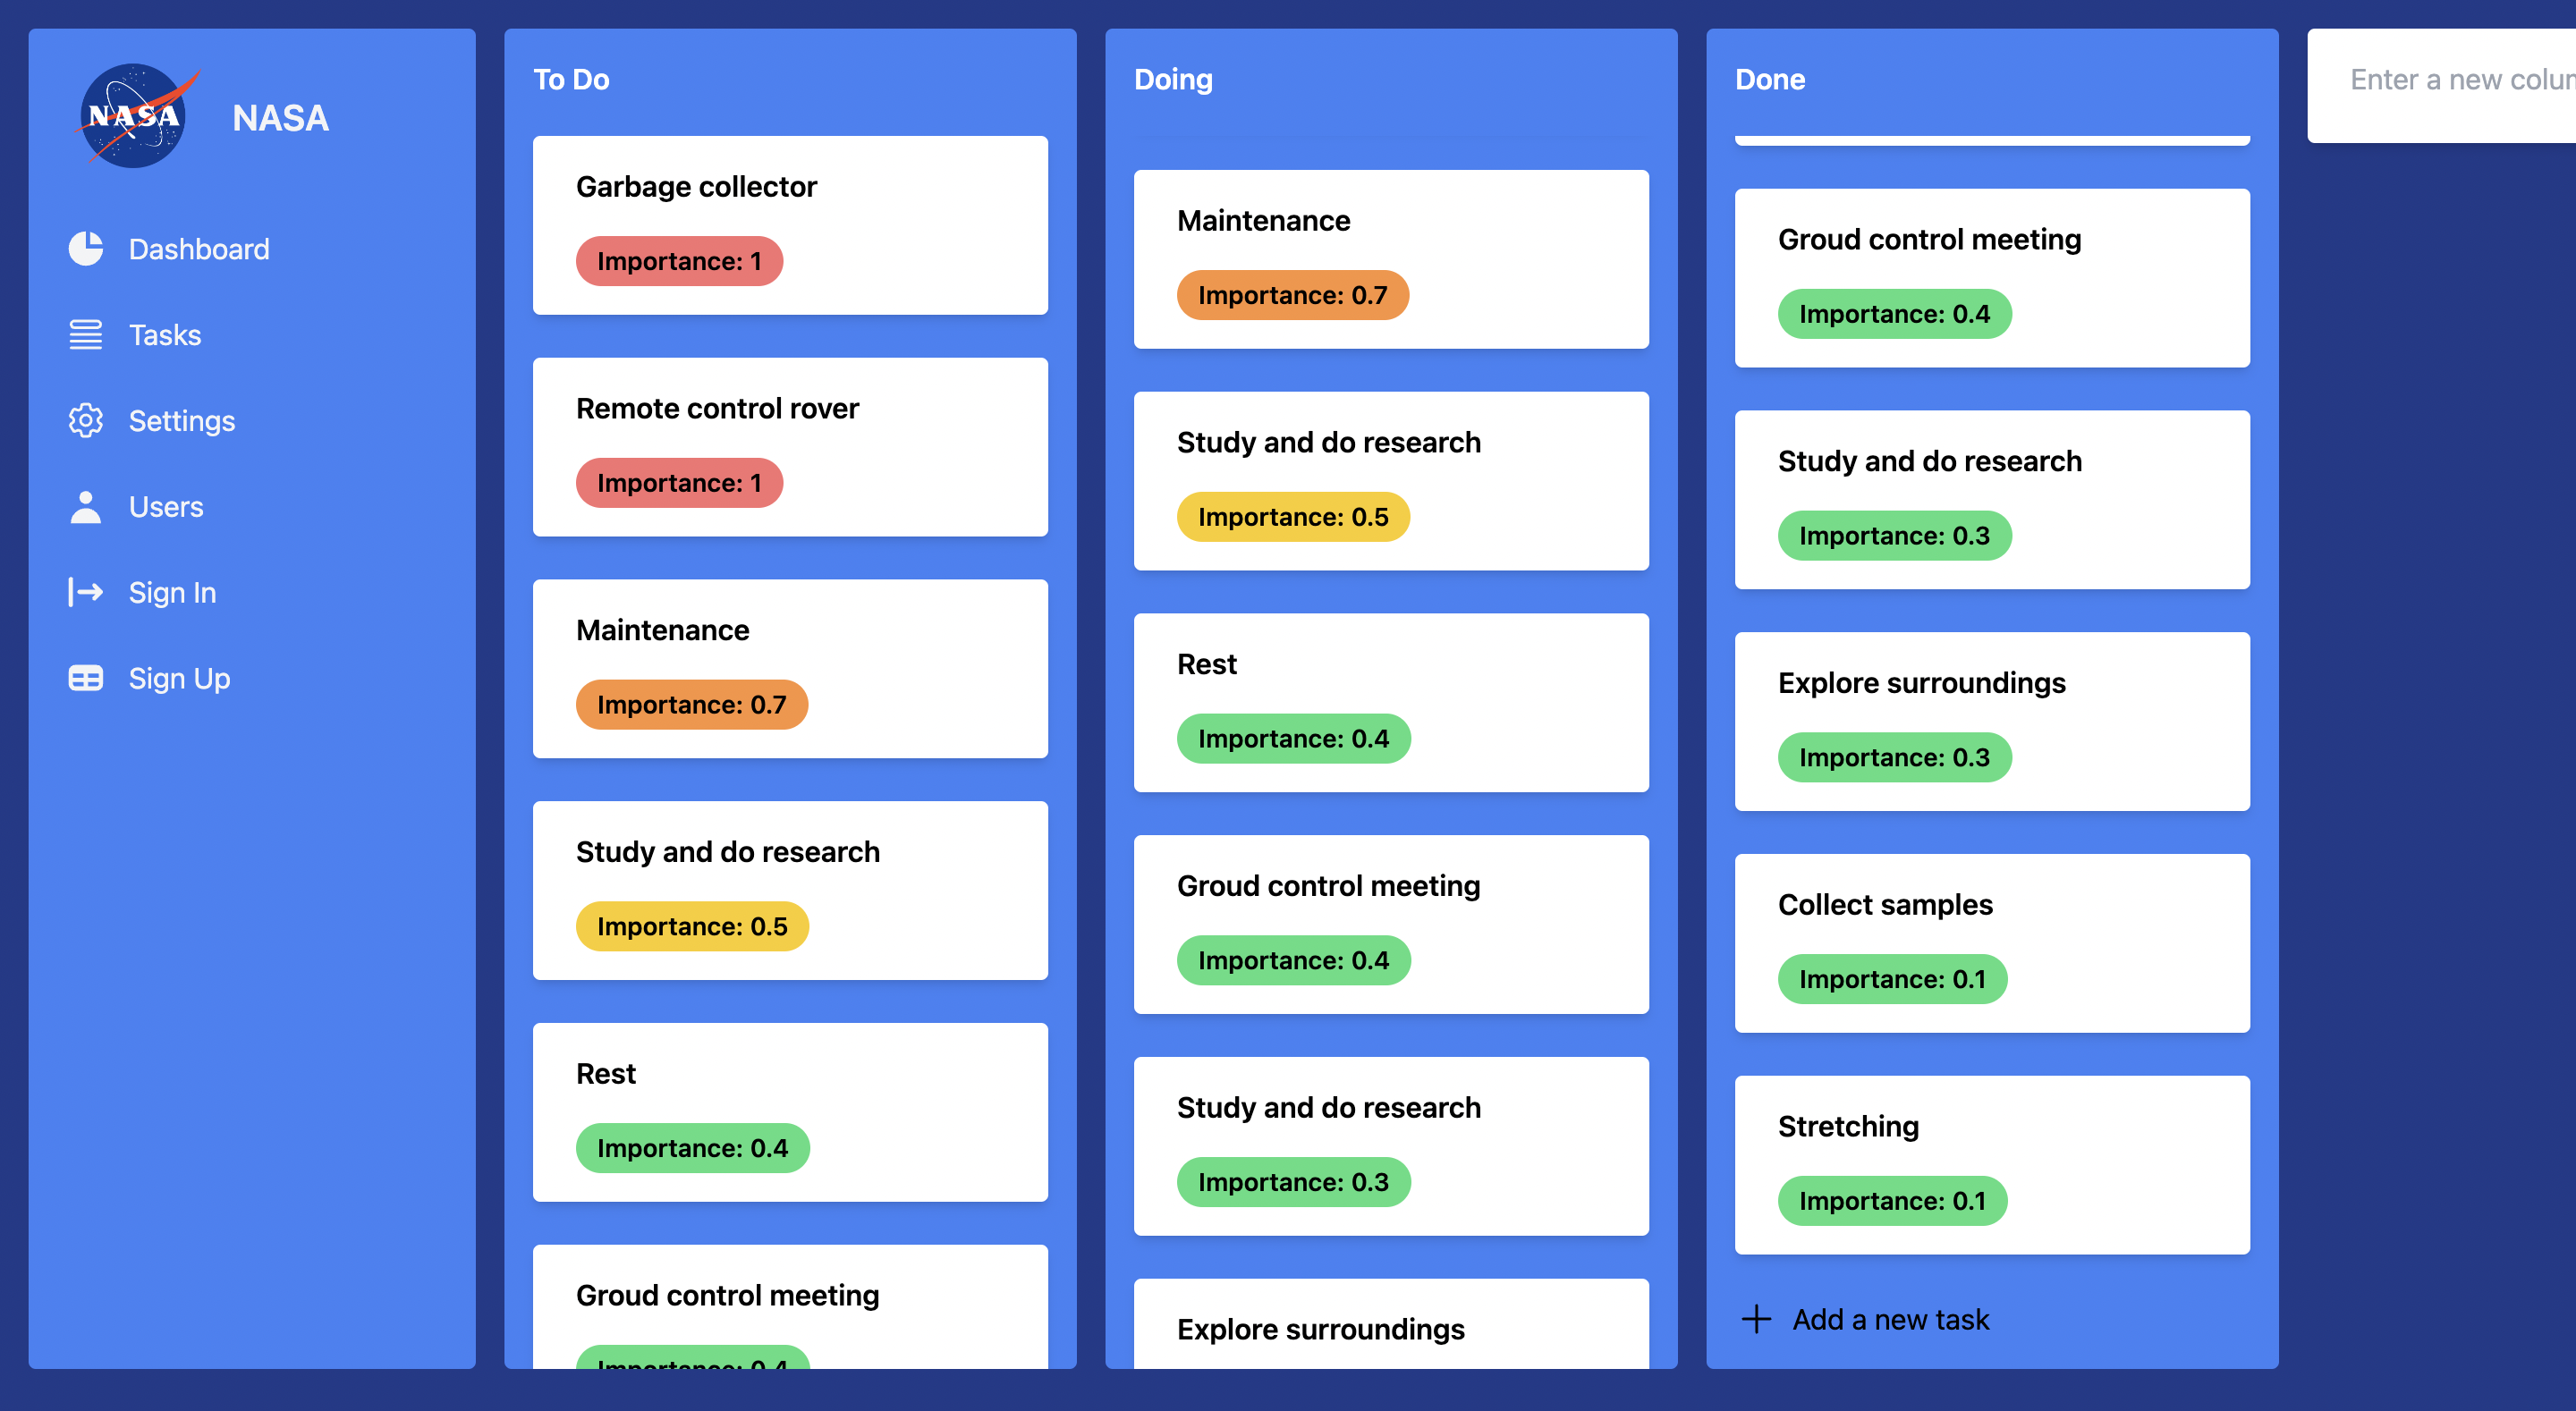 NASA
NASA
Dashboard
Tasks
Settings
Users
Sign In
Sign Up
To Do
Garbage collector
Importance: 1
Remote control rover
Importance: 1
Maintenance
Importance: 0.7
Study and do research
Importance: 0.5
Rest
Importance: 0.4
Groud control meeting
Importance: 0.4
Doing
Maintenance
Importance: 0.7
Study and do research
Importance: 0.5
Rest
Importance: 0.4
Groud control meeting
Importance: 0.4
Study and do research
Importance: 0.3
Explore surroundings
Done
Groud control meeting
Importance: 0.4
Study and do research
Importance: 0.3
Explore surroundings
Importance: 0.3
Collect samples
Importance: 0.1
Stretching
Importance: 0.1
Add a new task
Enter a new